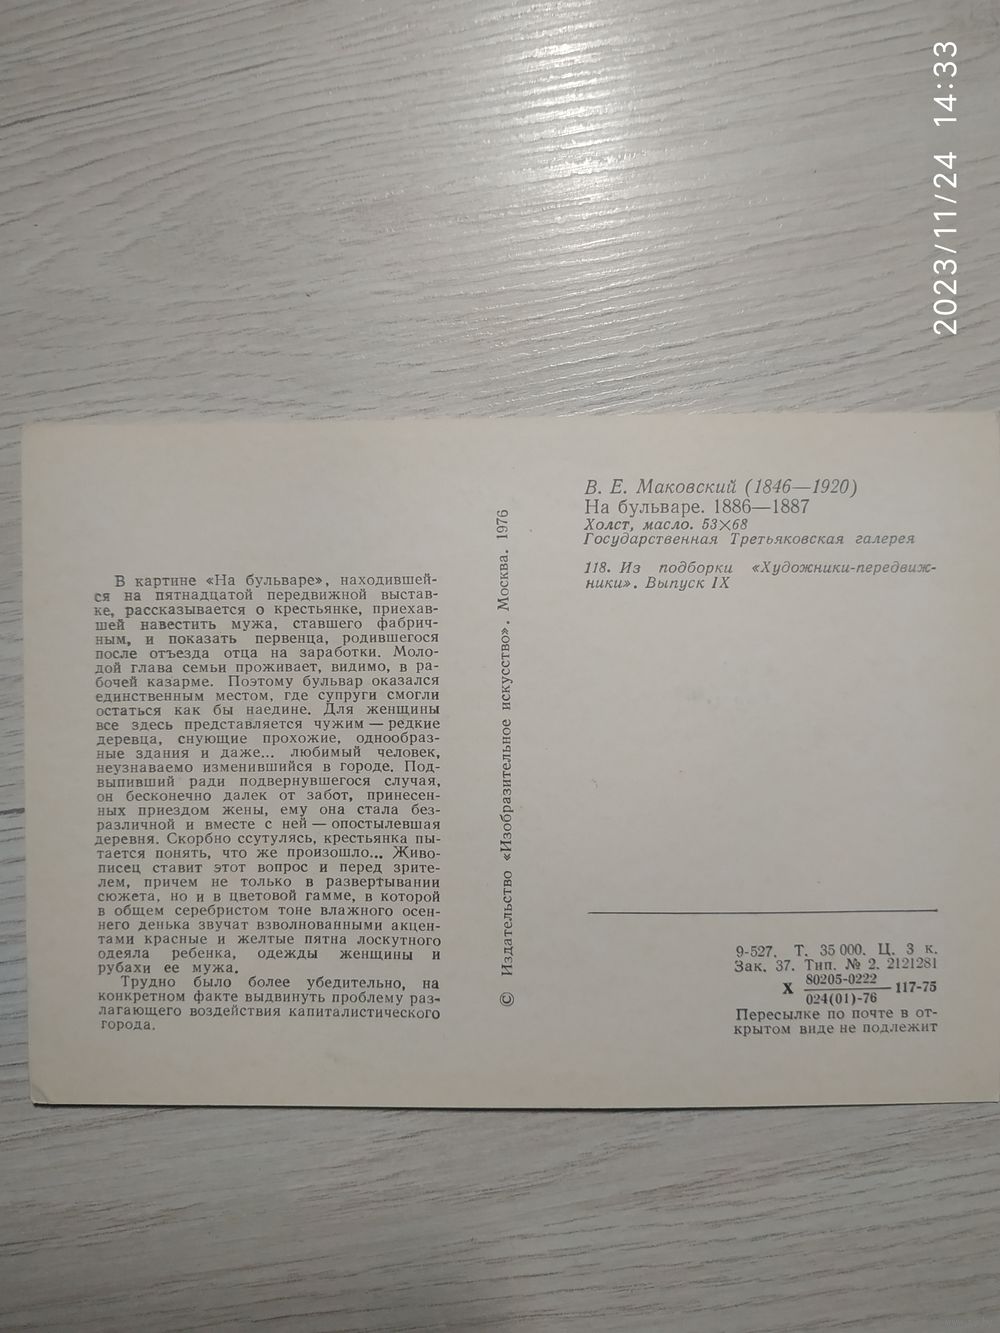 2023/11/24 14:33
В картине «На бульваре», находившей-
ся на пятнадцатой передвижной выстав-
ке, рассказывается о крестьянке, приехав-
шей навестить мужа, ставшего фабрич-
ным, и показать первенца, родившегося
после отъезда отца на заработки. Моло-
дой глава семьи проживает, видимо, в ра-
бочей казарме. Поэтому бульвар оказался
единственным местом, где супруги смогли
остаться как бы наедине. Для женщины
все здесь представляется чужим — редкие
деревца, снующие прохожие, однообраз-
ные здания и даже... любимый человек,
неузнаваемо изменившийся в городе. Под-
выпивший ради подвернувшегося случая,
он бесконечно далек от забот, принесен-
ных приездом жены, ему она стала без-
различной и вместе с ней — опостылевшая
деревня. Скорбно ссутулясь, крестьянка пы-
тается понять, что же произошло... Живо-
писец ставит этот вопрос и перед зрите-
лем, причем не только в развертывании
сюжета, но и в цветовой гамме, в которой
в общем серебристом тоне влажного осен-
него денька звучат взволнованными акцен-
тами красные и желтые пятна лоскутного
одеяла ребенка, одежды женщины и
рубахи ее мужа.
Трудно было более убедительно, на
конкретном факте выдвинуть проблему раз-
лагающего воздействия капиталистического
города.
© Издательство «Изобразительное искусство». Москва. 1976
В. Е. Маковский (1846—1920)
На бульваре. 1886—1887
Холст, масло. 53×68
Государственная Третьяковская галерея
118. Из подборки «Художники-передвиж-
ники». Выпуск IX
9-527. Т. 35 000. Ц. 3 к.
Зак. 37. Тип. № 2. 2121281
Х 80205-0222 117-75
024(01)-76
Пересылке по почте в от-
крытом виде не подлежит